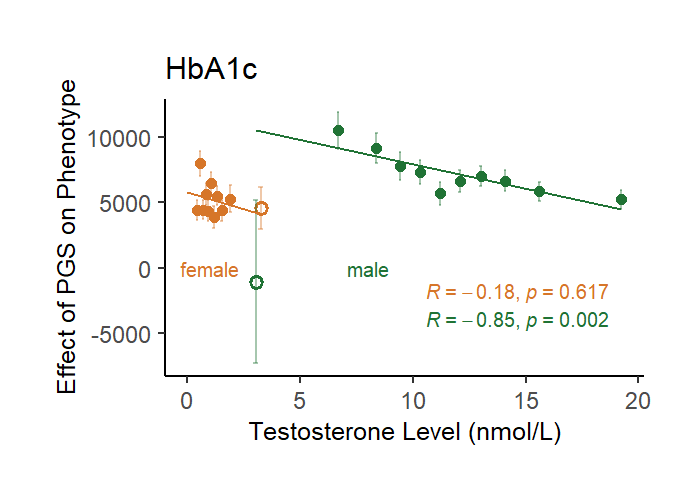 HbA1c
Effect of PGS on Phenotype
10000
5000
0
-5000
female
male
R = −0.18, p = 0.617
R = −0.85, p = 0.002
0 5 10 15 20
Testosterone Level (nmol/L)